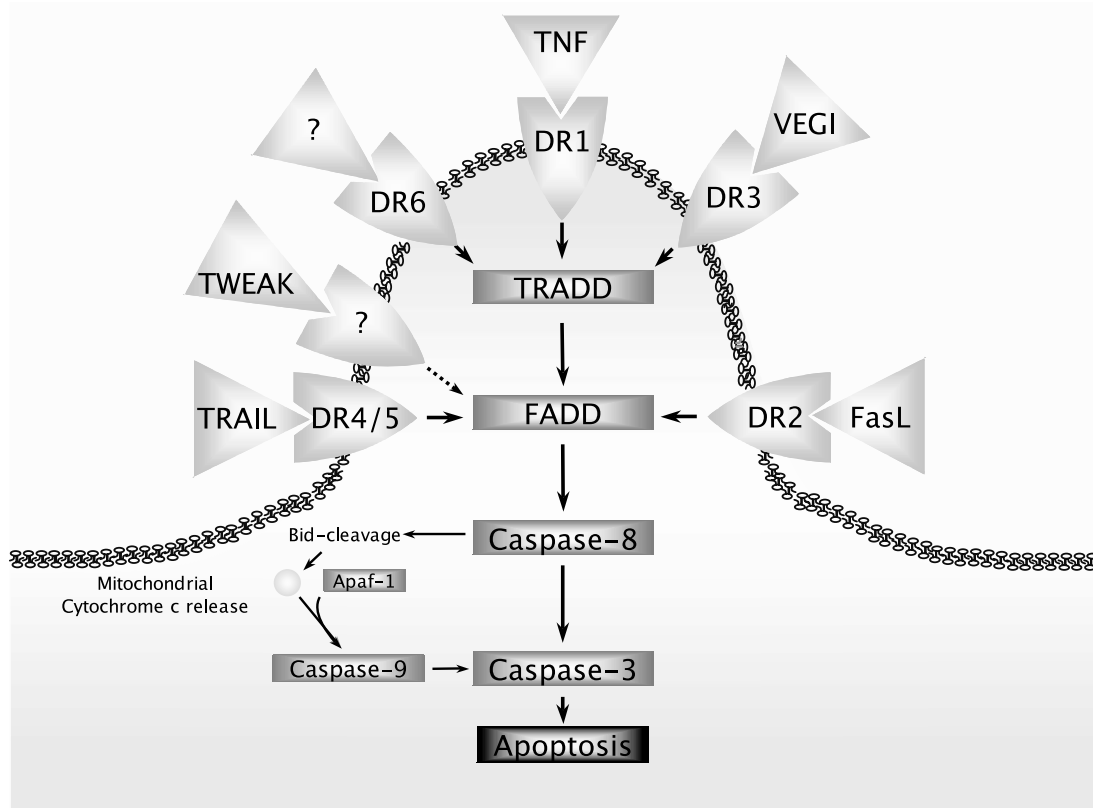 TNF
?
DR1
VEGI
DR6
DR3
TWEAK
TRADD
?
TRAIL
DR4/5
FADD
DR2
FasL
Bid-cleavage
Caspase-8
Mitochondrial
Cytochrome c release
Apaf-1
Caspase-9
Caspase-3
Apoptosis